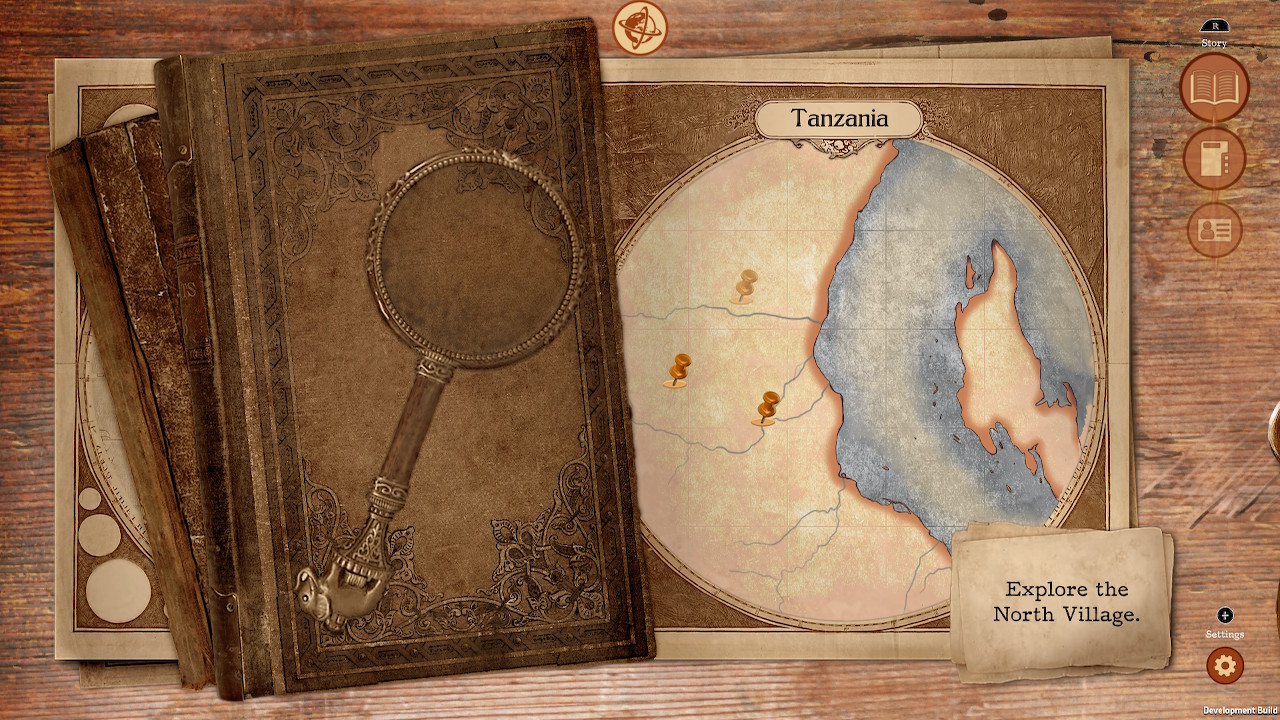 R
Story
Tanzania
Explore the
North Village.
Settings
Development Build